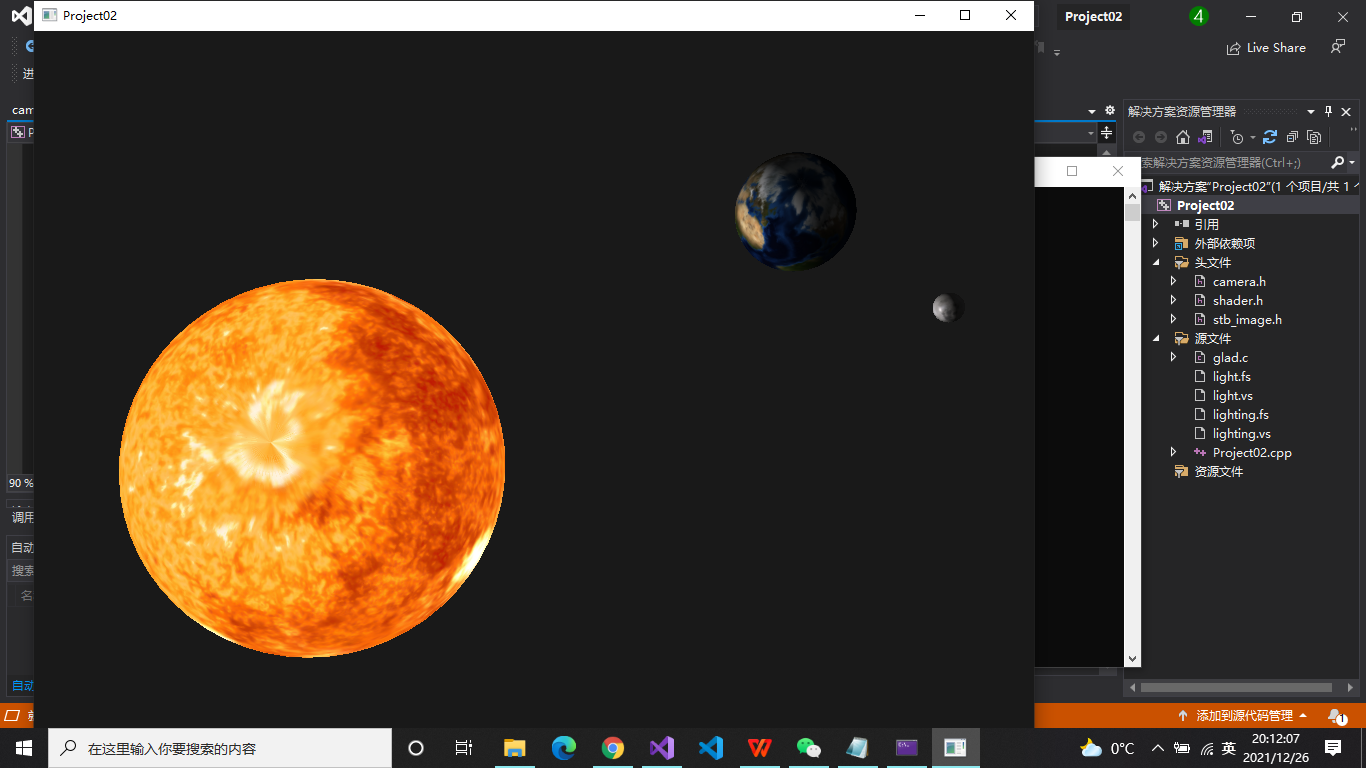 Project02
Project02
4
Live Share
进
cam
P
解决方案资源管理器
索解决方案资源管理器(Ctrl+;)
解决方案"Project02"(1 个项目/共 1
Project02
引用
外部依赖项
头文件
camera.h
shader.h
stb_image.h
源文件
glad.c
light.fs
light.vs
lighting.fs
lighting.vs
Project02.cpp
资源文件
90 %
调用
自动
搜索
名
自动
添加到源代码管理
1
在这里输入你要搜索的内容
0°C
英
20:12:07
2021/12/26